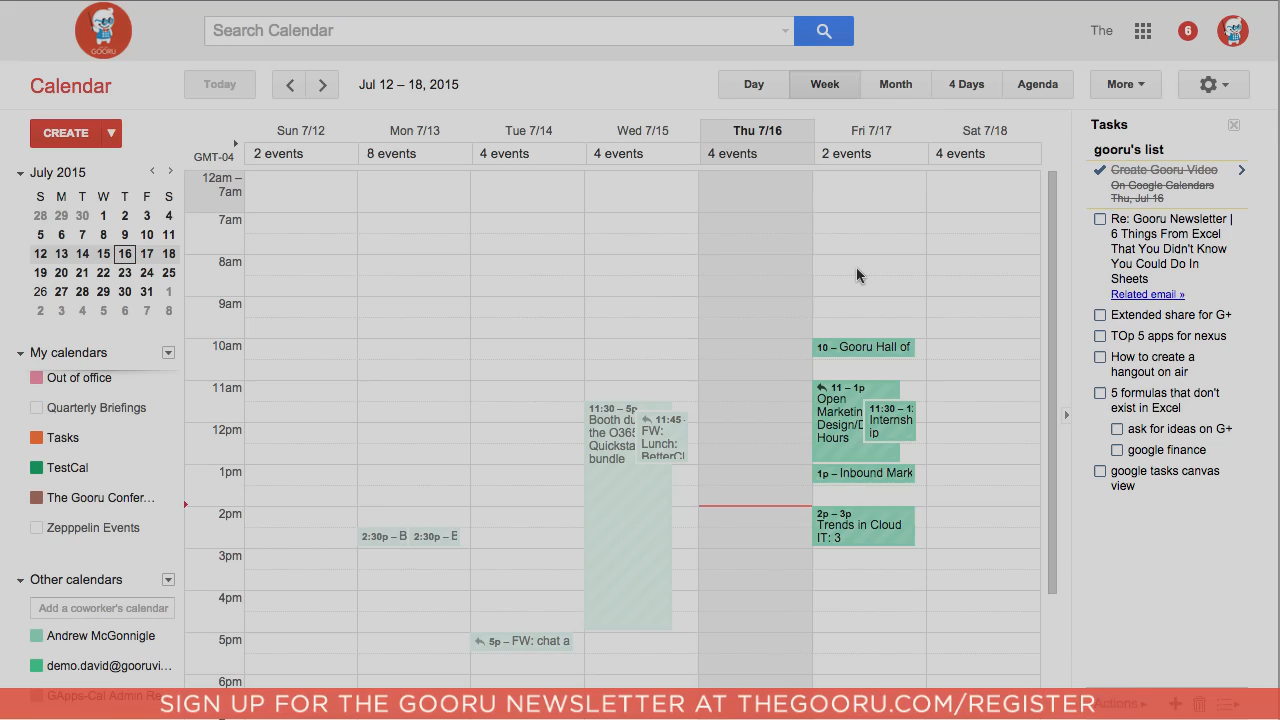 GOORU
Search Calendar
The
6
Calendar
Today
Jul 12 – 18, 2015
Day
Week
Month
4 Days
Agenda
More
CREATE
July 2015
S M T W T F S
28 29 30 1 2 3 4
5 6 7 8 9 10 11
12 13 14 15 16 17 18
19 20 21 22 23 24 25
26 27 28 29 30 31 1
2 3 4 5 6 7 8
My calendars
Out of office
Quarterly Briefings
Tasks
TestCal
The Gooru Confer...
Zepppelin Events
Other calendars
Add a coworker's calendar
Andrew McGonnigle
demo.david@gooruvi...
GApps-Cal Admin Re
GMT-04
Sun 7/12
Mon 7/13
Tue 7/14
Wed 7/15
Thu 7/16
Fri 7/17
Sat 7/18
2 events
8 events
4 events
4 events
4 events
2 events
4 events
12am –
7am
7am
8am
9am
10am
11am
12pm
1pm
2pm
3pm
4pm
5pm
6pm
2:30p – B
2:30p – E
5p – FW: chat a
11:30 – 5p
Booth du
the O365
Quicksta
bundle
11:45 -
FW:
Lunch:
BetterCl
10 – Gooru Hall of
11 – 1p
Open
Marketin
Design/D
Hours
11:30 – 1:
Internsh
ip
1p – Inbound Mark
2p – 3p
Trends in Cloud
IT: 3
Tasks
gooru's list
Create Gooru Video
On Google Calendars
Thu, Jul 16
Re: Gooru Newsletter |
6 Things From Excel
That You Didn't Know
You Could Do In
Sheets
Related email »
Extended share for G+
TOp 5 apps for nexus
How to create a
hangout on air
5 formulas that don't
exist in Excel
ask for ideas on G+
google finance
google tasks canvas
view
Actions
SIGN UP FOR THE GOORU NEWSLETTER AT THEGOORU.COM/REGISTER